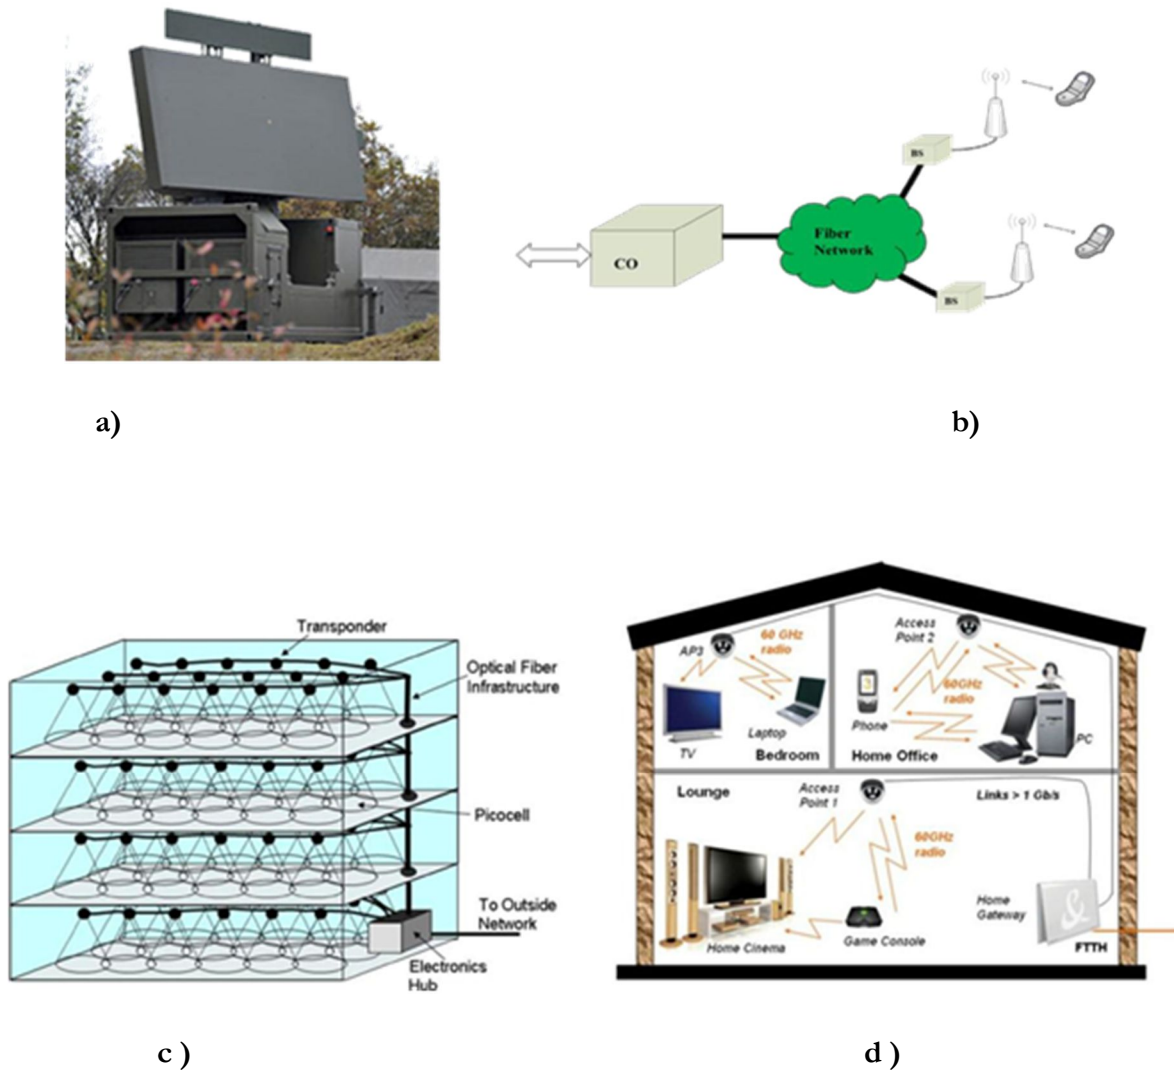 BS
BS
Fiber
Network
CO
a)
b)
Transponder
Optical Fiber
Infrastructure
Picocell
To Outside
Network
Electronics
Hub
AP3
60 GHz
radio
TV
Laptop
Bedroom
Access
Point 2
60GHz
radio
Phone
PC
Home Office
Lounge
Access
Point 1
Links > 1 Gb/s
60GHz
radio
Home Cinema
Game Console
Home
Gateway
&
FTTH
c )
d )